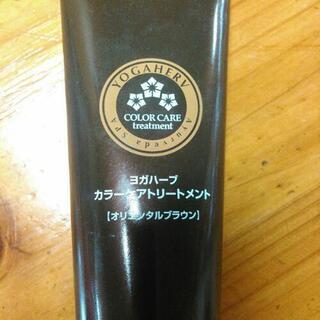 YOGAHERV
COLOR CARE
treatment
Ayurveda SPA
ヨガハーブ
カラーケアトリートメント
【オリエンタルブラウン】